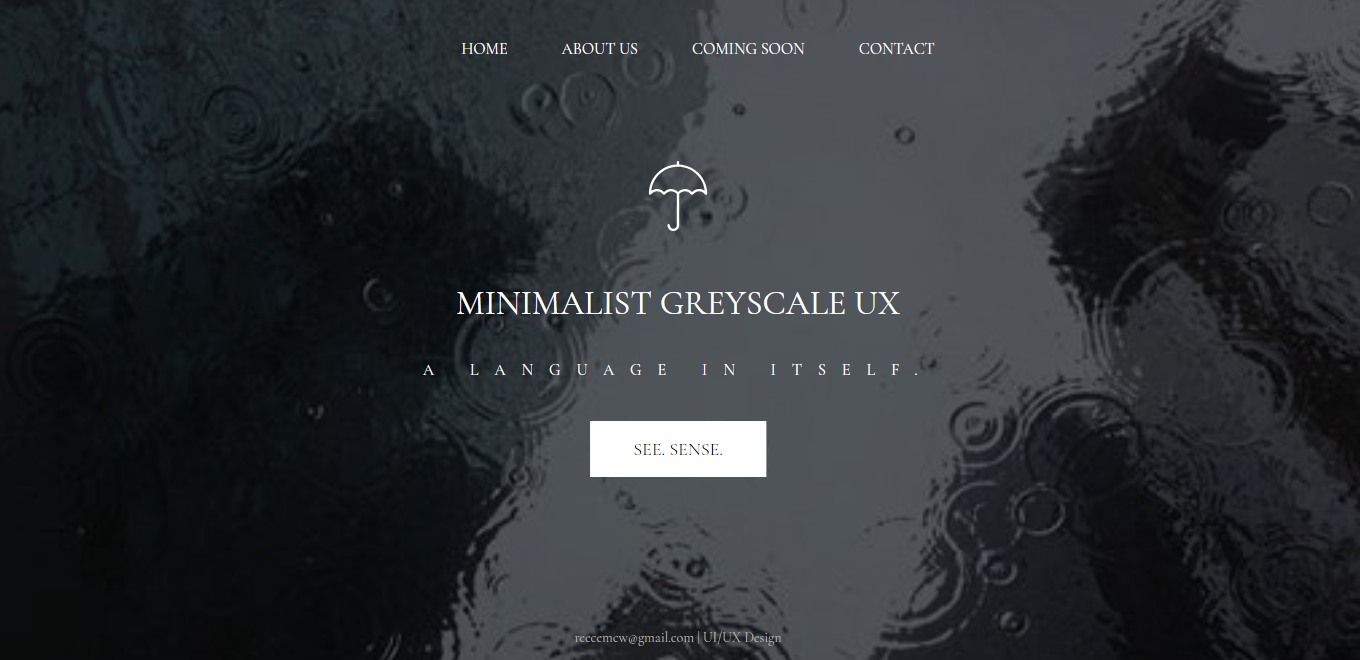 HOME ABOUT US COMING SOON CONTACT
MINIMALIST GREYSCALE UX
A LANGUAGE IN ITSELF.
SEE. SENSE.
reecemcw@gmail.com | UI/UX Design